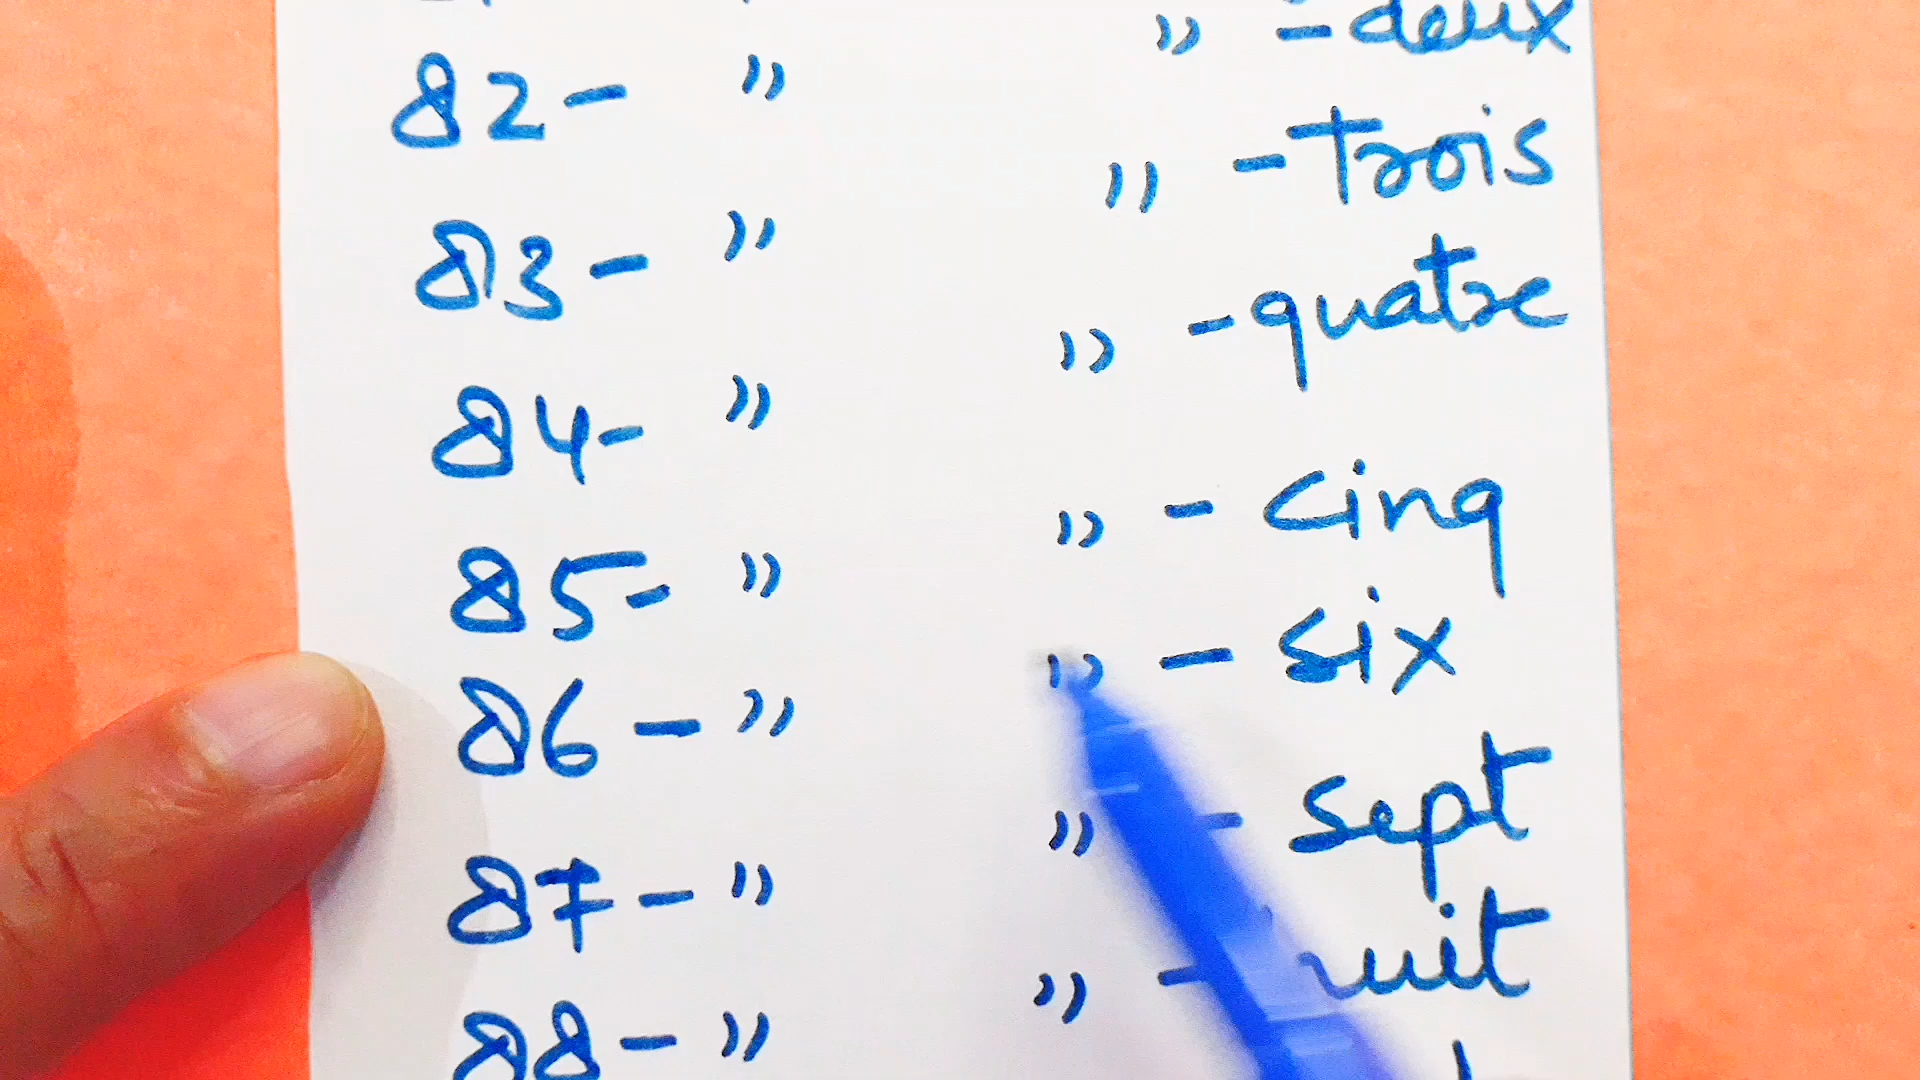 82- " " -deux
83- " " -Trois
84- " " -quatre
85- " " - cinq
86 - " " - six
87 - " " - sept
88 - " " -